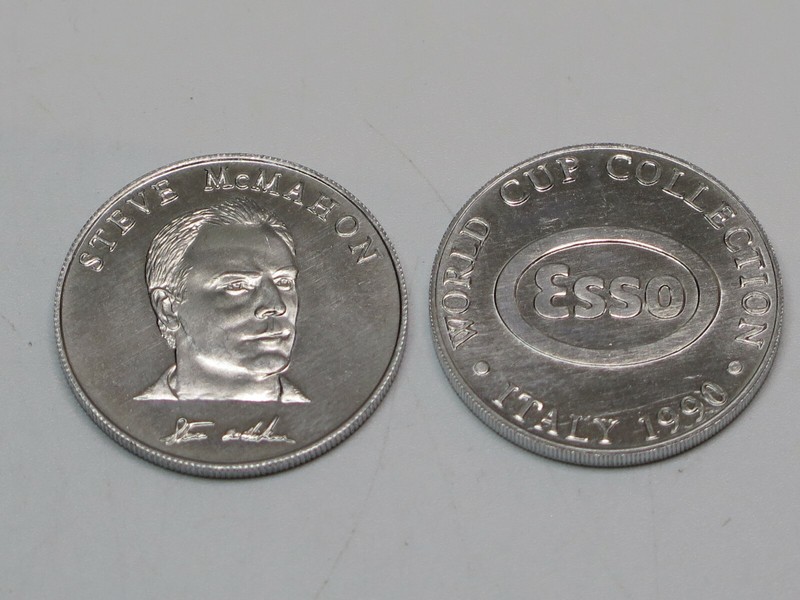 STEVE McMAHON
WORLD CUP COLLECTION
Esso
• ITALY 1990 •